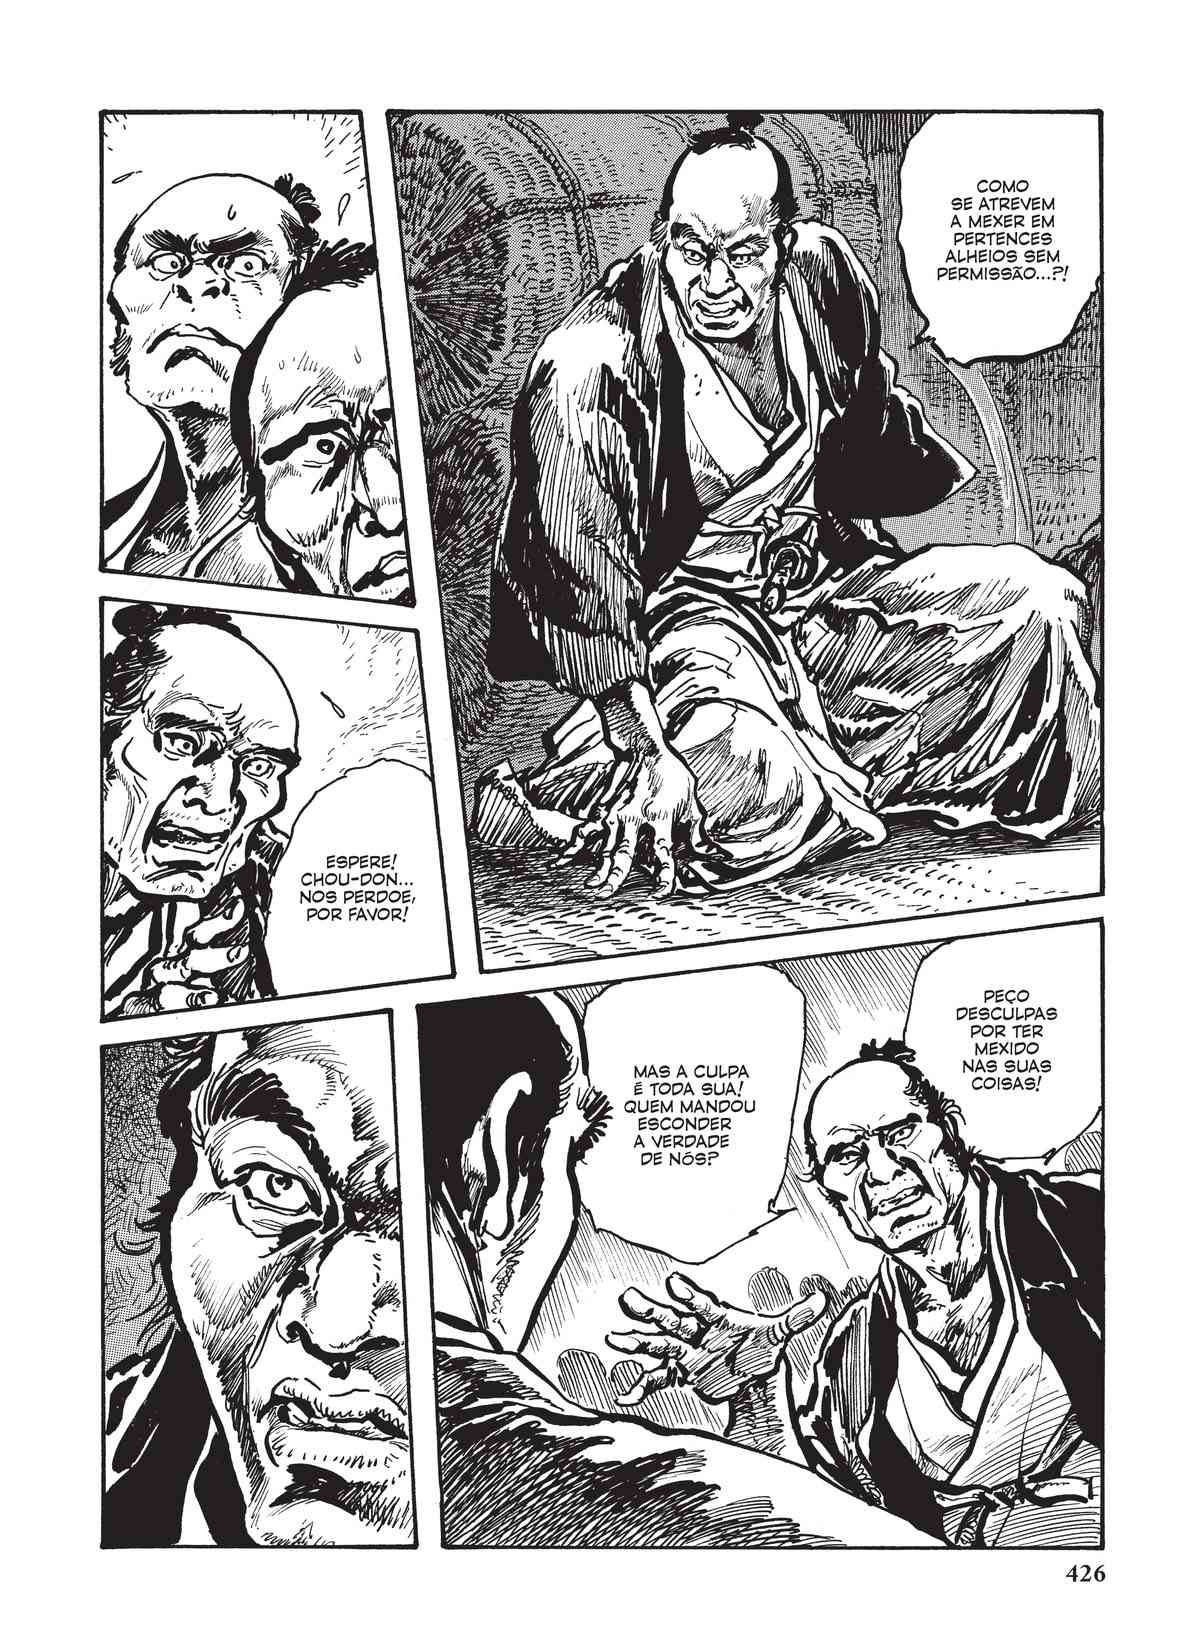 COMO
SE ATREVEM
A MEXER EM
PERTENCES
ALHEIOS SEM
PERMISSÃO...?!
ESPERE!
CHOU-DON...
NOS PERDOE,
POR FAVOR!
PEÇO
DESCULPAS
POR TER
MEXIDO
NAS SUAS
COISAS!
MAS A CULPA
É TODA SUA!
QUEM MANDOU
ESCONDER
A VERDADE
DE NÓS?
426